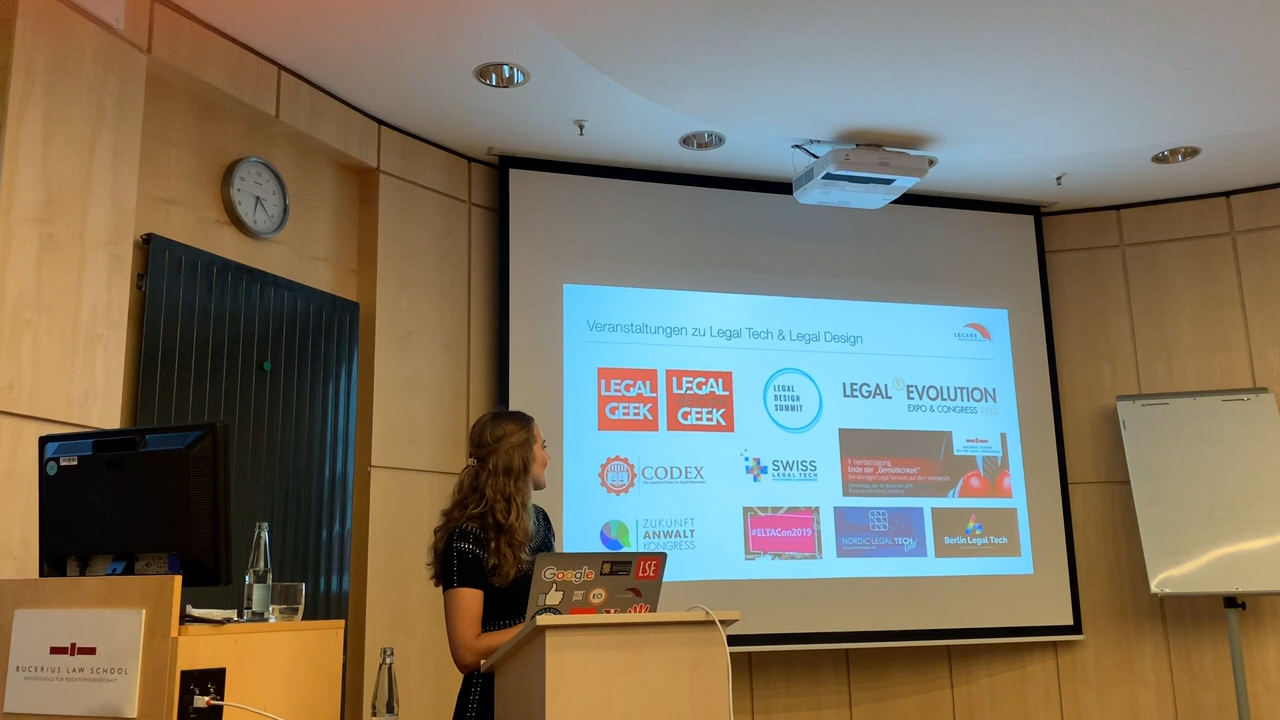 Veranstaltungen zu Legal Tech & Legal Design
LECARE
LEGAL
GEEK
LEGAL
GEEK
LEGAL
DESIGN
SUMMIT
LEGAL ® EVOLUTION
EXPO & CONGRESS
CODEX
SWISS
LEGAL TECH
9. Herbsttagung
Ende der „Gemütlichkeit"
ZUKUNFT
ANWALT
KONGRESS
#ELTACon2019
NORDIC LEGAL TECH
Berlin Legal Tech
Google
LSE
BUCERIUS LAW SCHOOL
HOCHSCHULE FÜR RECHTSWISSENSCHAFT